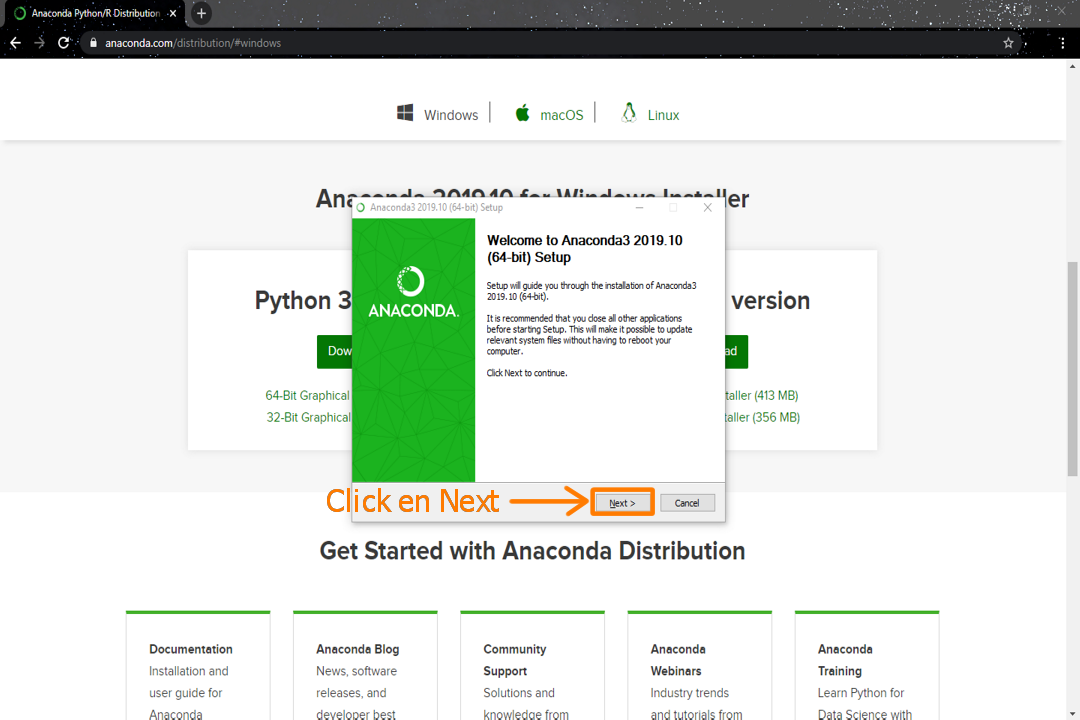 Anaconda Python/R Distribution
anaconda.com/distribution/#windows
Windows
macOS
Linux
Anaconda 2019.10 for Windows Installer
Anaconda3 2019.10 (64-bit) Setup
Welcome to Anaconda3 2019.10
(64-bit) Setup
ANACONDA.
Setup will guide you through the installation of Anaconda3
2019.10 (64-bit).
It is recommended that you close all other applications
before starting Setup. This will make it possible to update
relevant system files without having to reboot your
computer.
Click Next to continue.
Python 3
version
Dow
ad
64-Bit Graphical
taller (413 MB)
32-Bit Graphical
taller (356 MB)
Click en Next
Next >
Cancel
Get Started with Anaconda Distribution
Documentation
Installation and
user guide for
Anaconda
Anaconda Blog
News, software
releases, and
developer best
Community
Support
Solutions and
knowledge from
Anaconda
Webinars
Industry trends
and tutorials from
Anaconda
Training
Learn Python for
Data Science with